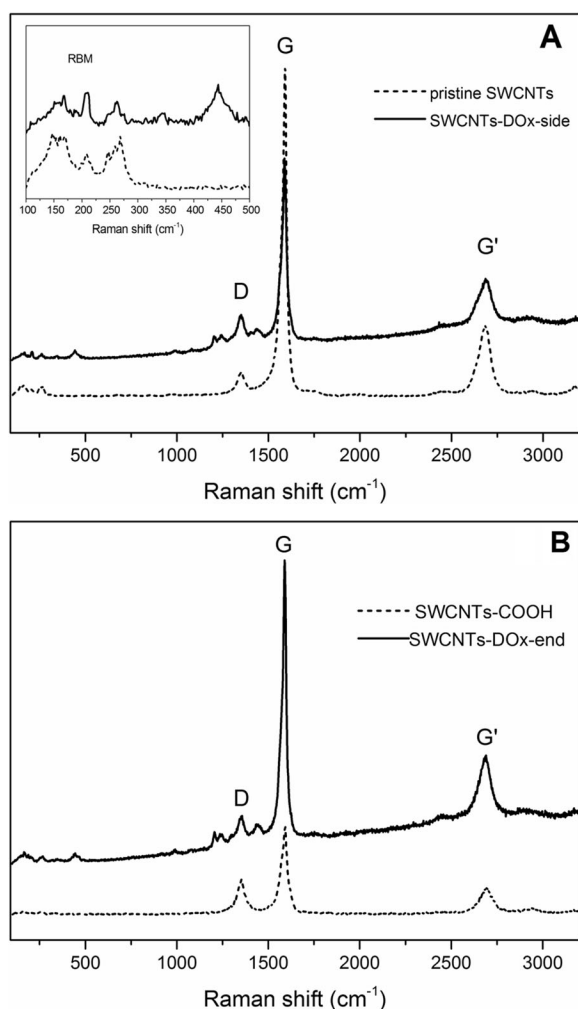 A
RBM
G
pristine SWCNTs
SWCNTs-DOx-side
100 150 200 250 300 350 400 450 500
Raman shift (cm-1)
G'
D
500 1000 1500 2000 2500 3000
Raman shift (cm-1)
B
G
SWCNTs-COOH
SWCNTs-DOx-end
G'
D
500 1000 1500 2000 2500 3000
Raman shift (cm-1)